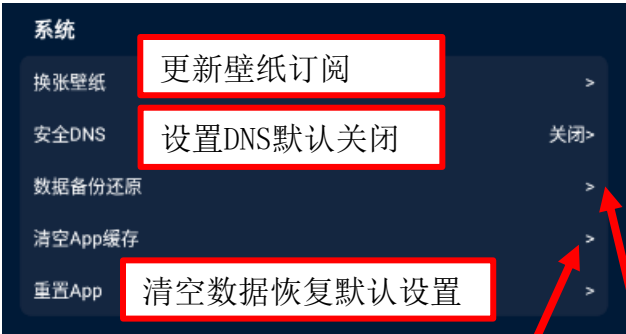 系统
换张壁纸 更新壁纸订阅 >
安全DNS 设置DNS默认关闭 关闭>
数据备份还原 >
清空App缓存 >
重置App 清空数据恢复默认设置 >